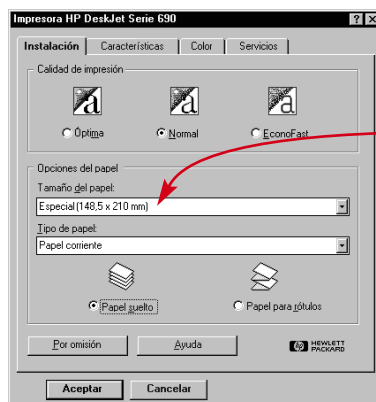 Impresora HP DeskJet Serie 690
Instalación Características Color Servicios
Calidad de impresión
a a a
Óptima Normal EconoFast
Opciones del papel
Tamaño del papel:
Especial (148,5 x 210 mm)
Tipo de papel:
Papel corriente
Papel suelto Papel para rótulos
Por omisión Ayuda hp HEWLETT
PACKARD
Aceptar Cancelar